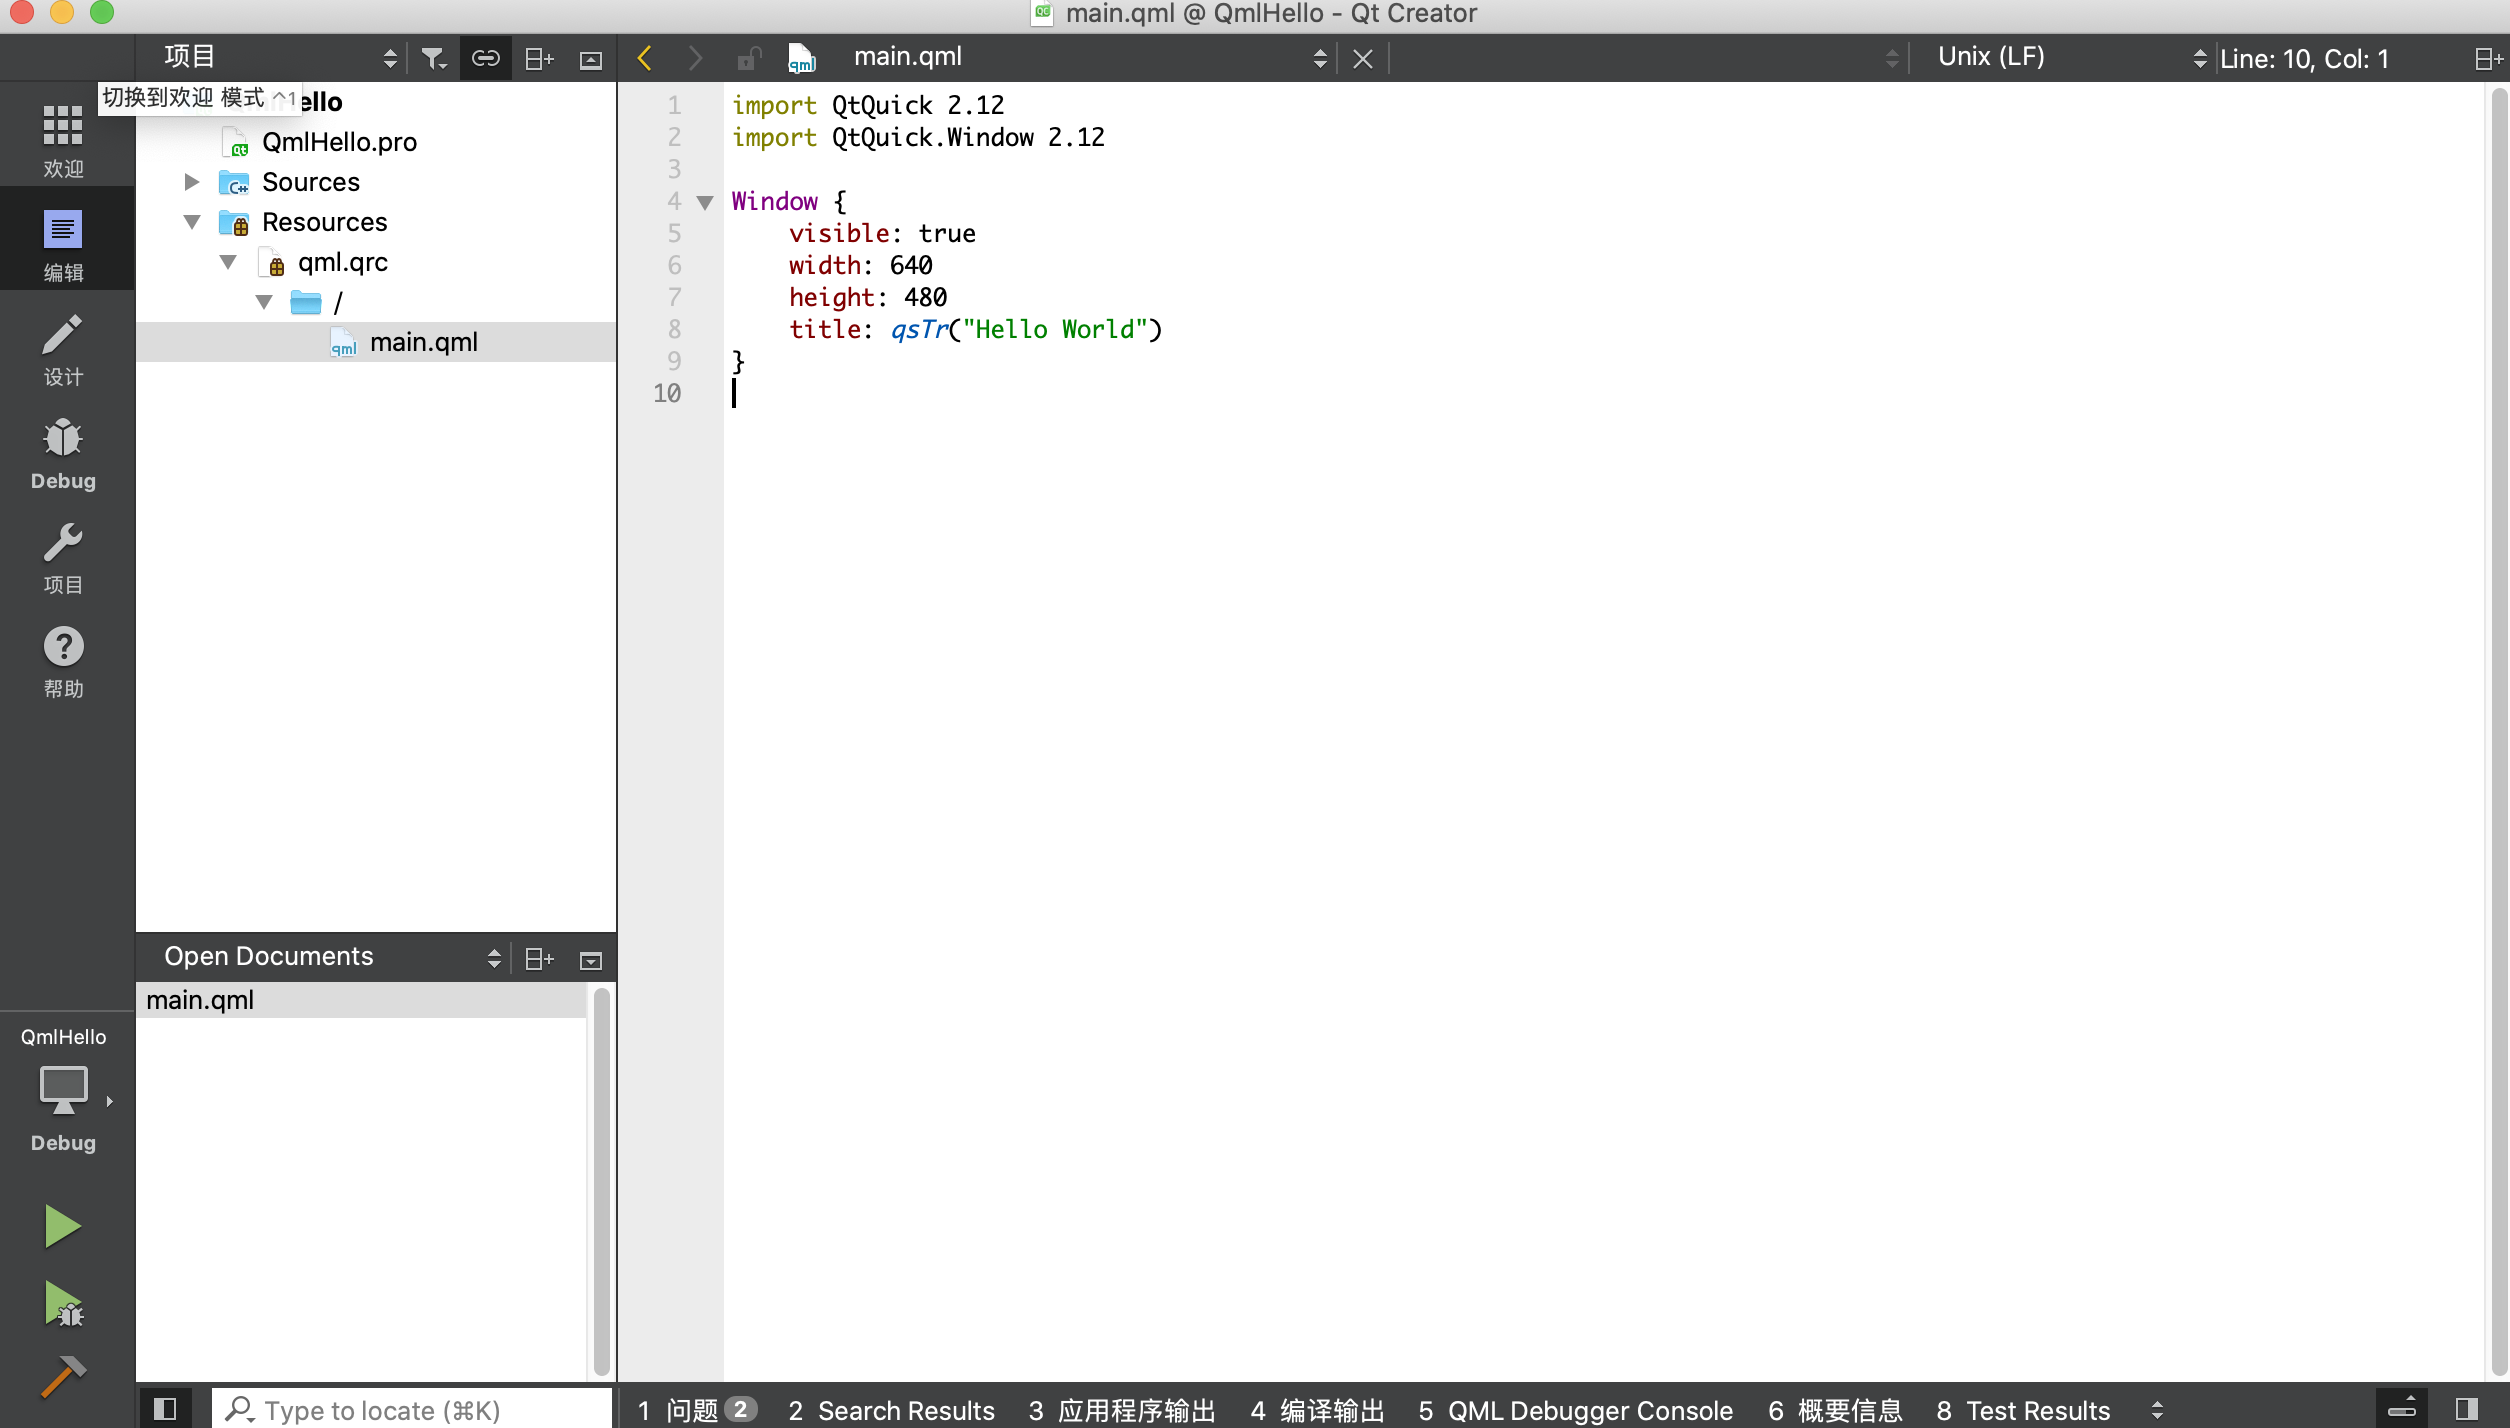 main.qml @ QmlHello - Qt Creator
项目
main.qml
Unix (LF)
Line: 10, Col: 1
切换到欢迎 模式 ^1
ello
QmlHello.pro
Sources
Resources
qml.qrc
/
main.qml
欢迎
编辑
设计
Debug
项目
帮助
1 import QtQuick 2.12
2 import QtQuick.Window 2.12
3
4 Window {
5     visible: true
6     width: 640
7     height: 480
8     title: qsTr("Hello World")
9 }
10
Open Documents
main.qml
QmlHello
Debug
Type to locate (⌘K)
1 问题 2
2 Search Results
3 应用程序输出
4 编译输出
5 QML Debugger Console
6 概要信息
8 Test Results